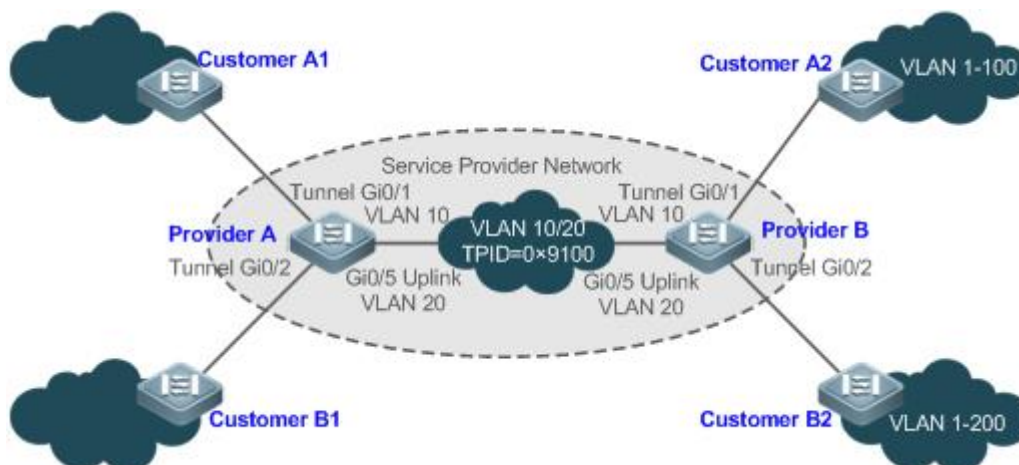 Customer A1
Customer A2
VLAN 1-100
Service Provider Network
Tunnel Gi0/1
VLAN 10
Tunnel Gi0/1
VLAN 10
Provider A
VLAN 10/20
TPID=0×9100
Provider B
Tunnel Gi0/2
Gi0/5 Uplink
VLAN 20
Gi0/5 Uplink
VLAN 20
Tunnel Gi0/2
Customer B1
Customer B2
VLAN 1-200